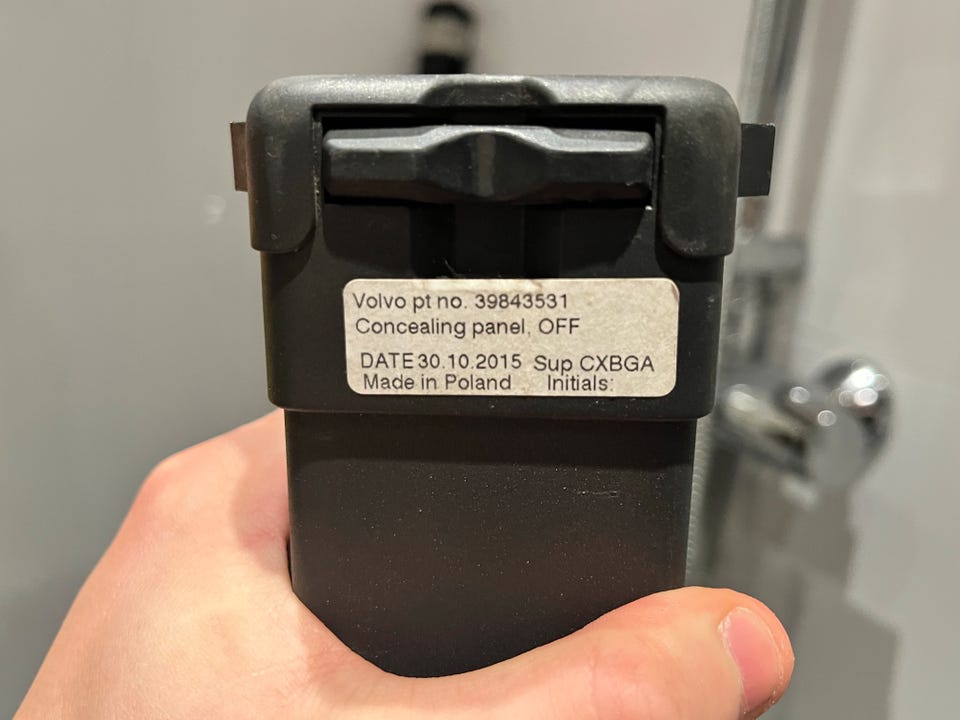 Volvo pt no. 39843531
Concealing panel, OFF
DATE 30.10.2015 Sup CXBGA
Made in Poland Initials: